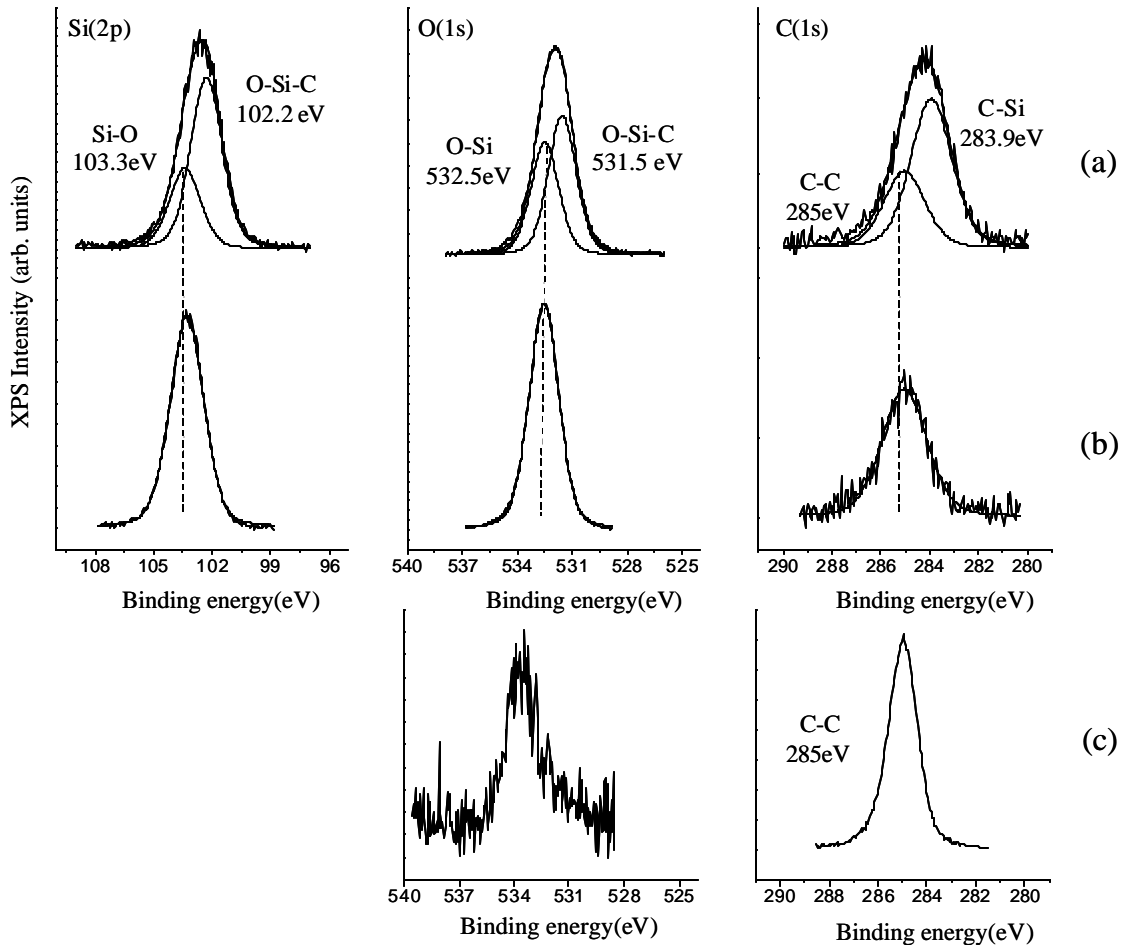 Si(2p)
O(1s)
C(1s)
O-Si-C
102.2 eV
Si-O
103.3eV
O-Si
532.5eV
O-Si-C
531.5 eV
C-Si
283.9eV
C-C
285eV
(a)
XPS Intensity (arb. units)
(b)
108 105 102 99 96
540 537 534 531 528 525
290 288 286 284 282 280
Binding energy(eV)
Binding energy(eV)
Binding energy(eV)
C-C
285eV
(c)
540 537 534 531 528 525
290 288 286 284 282 280
Binding energy(eV)
Binding energy(eV)